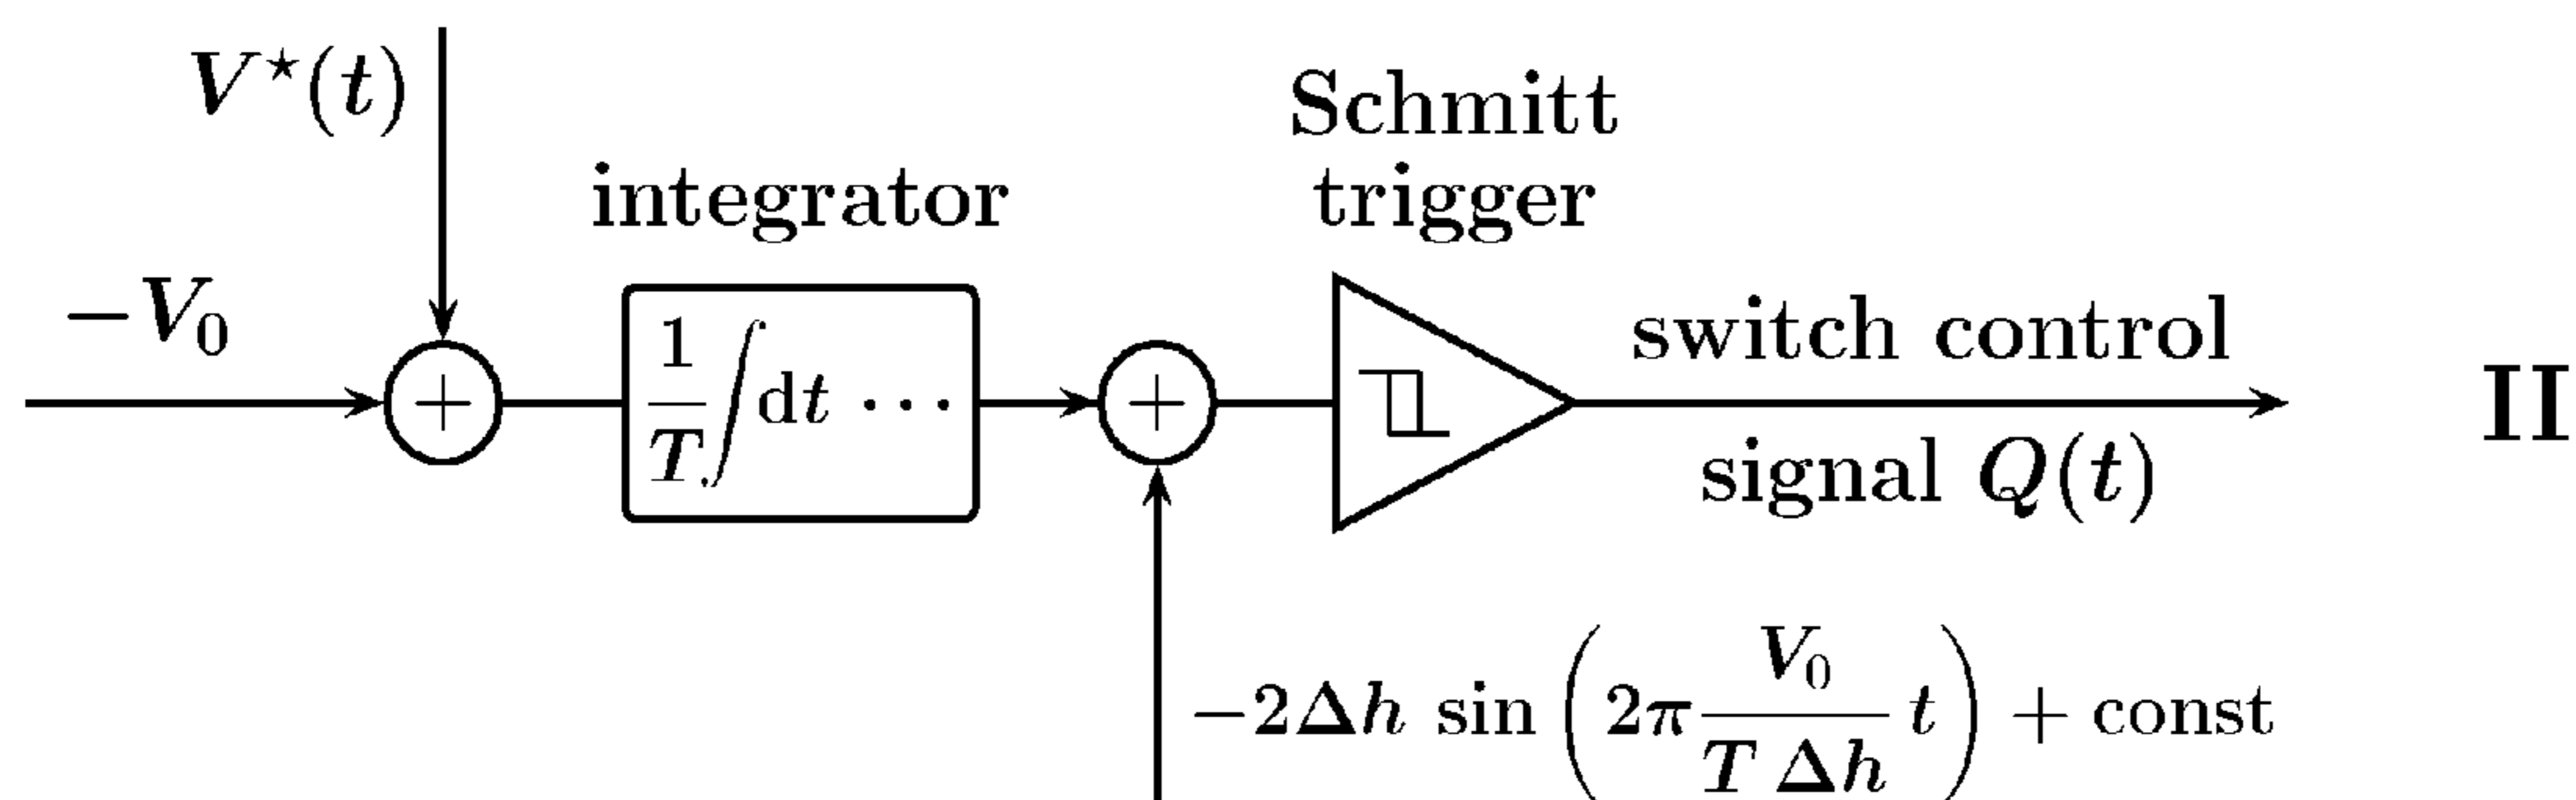 V⋆(t)
Schmitt
trigger
integrator
−V₀
1/T ∫dt ⋯
switch control
signal Q(t)
II
−2Δh sin (2π V₀/(T Δh) t) + const
+
+